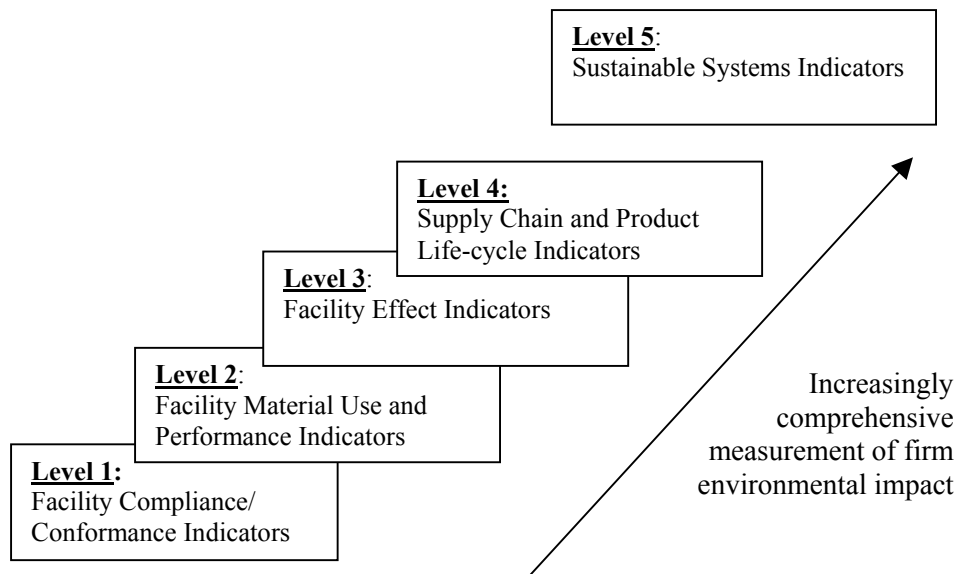 Level 5:
Sustainable Systems Indicators
Level 4:
Supply Chain and Product
Life-cycle Indicators
Level 3:
Facility Effect Indicators
Level 2:
Facility Material Use and
Performance Indicators
Level 1:
Facility Compliance/
Conformance Indicators
Increasingly
comprehensive
measurement of firm
environmental impact